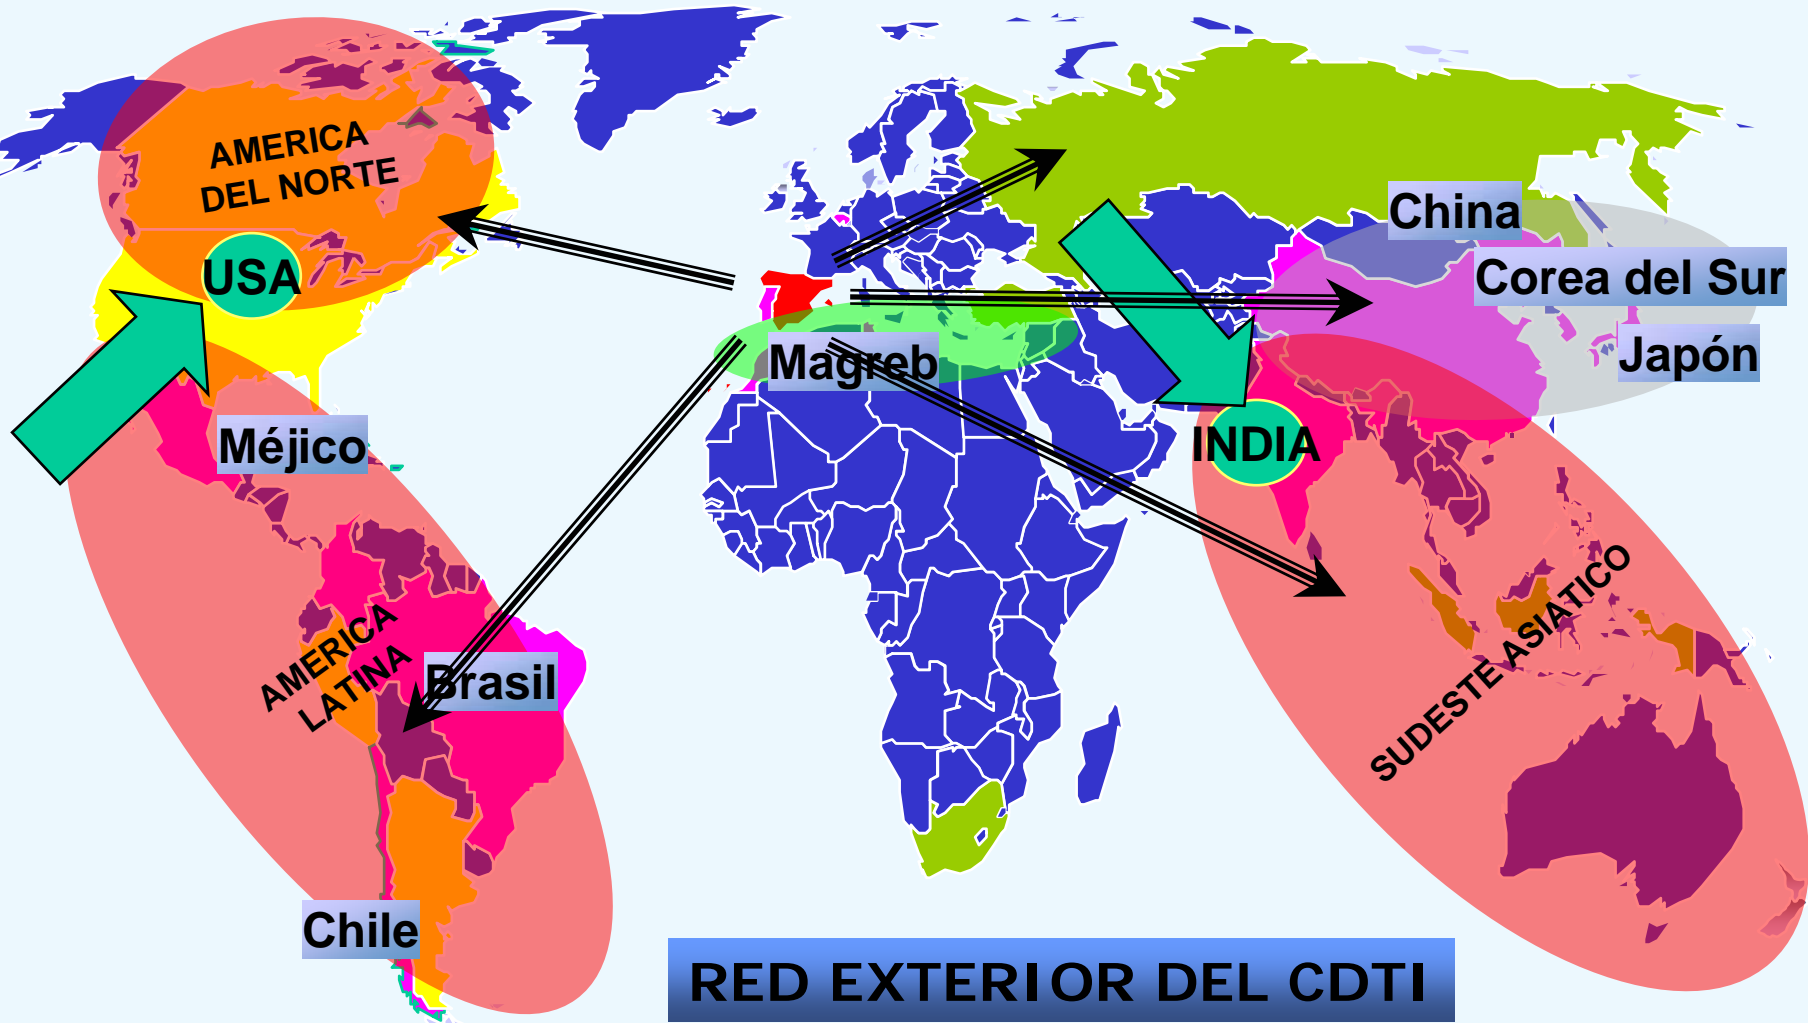 AMERICA
DEL NORTE
USA
China
Corea del Sur
Japón
Magreb
Méjico
INDIA
AMERICA
LATINA
Brasil
SUDESTE ASIATICO
Chile
RED EXTERIOR DEL CDTI